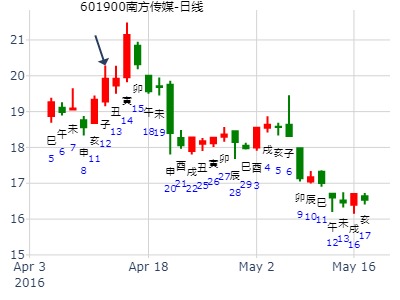 601900南方传媒-日线
21
20
19
18
17
16
15
巳 午 未 申 亥 子 丑 寅 卯 午 未 申 酉 戌 丑 寅 卯 辰 巳 酉 戌 亥 子 卯 辰 巳 午 未 戌 亥
5 6 7 8 11 12 13 14 15 18 19 20 21 22 25 26 27 28 29 3 4 5 6 9 10 11 12 13 16 17
Apr 3 Apr 18 May 2 May 16
2016